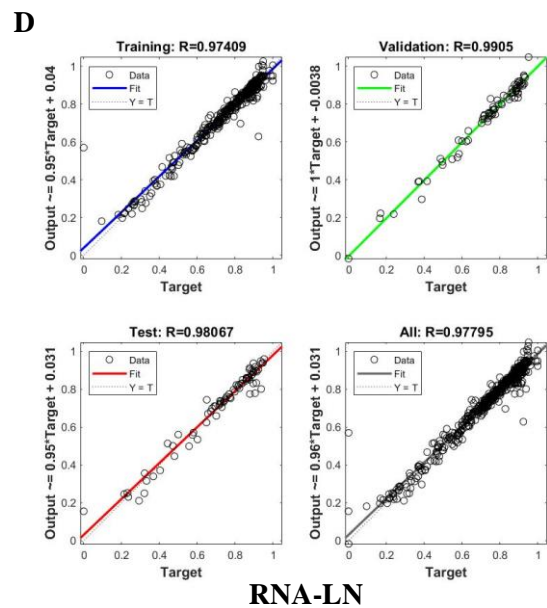 D
Training: R=0.97409
Output ~= 0.95*Target + 0.04
Data
Fit
Y = T
1
0.8
0.6
0.4
0.2
0
0 0.2 0.4 0.6 0.8 1
Target
Validation: R=0.9905
Output ~= 1*Target + -0.0038
Data
Fit
Y = T
1
0.8
0.6
0.4
0.2
0
0 0.2 0.4 0.6 0.8 1
Target
Test: R=0.98067
Output ~= 0.95*Target + 0.031
Data
Fit
Y = T
1
0.8
0.6
0.4
0.2
0
0 0.2 0.4 0.6 0.8 1
Target
All: R=0.97795
Output ~= 0.96*Target + 0.031
Data
Fit
Y = T
1
0.8
0.6
0.4
0.2
0
0 0.2 0.4 0.6 0.8 1
Target
RNA-LN